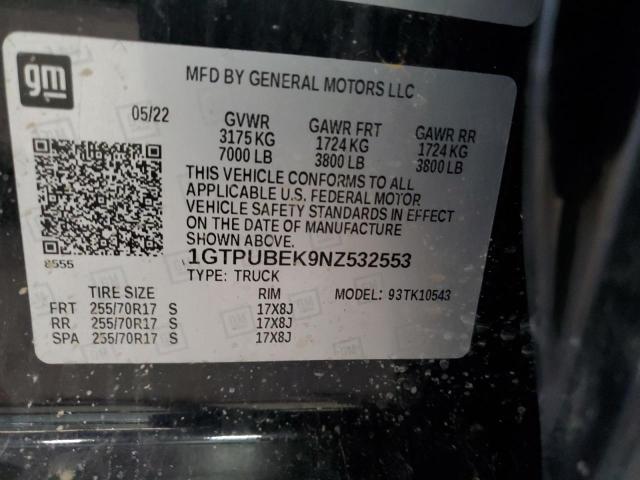 gm
MFD BY GENERAL MOTORS LLC
05/22 GVWR GAWR FRT GAWR RR
3175 KG 1724 KG 1724 KG
7000 LB 3800 LB 3800 LB
THIS VEHICLE CONFORMS TO ALL
APPLICABLE U.S. FEDERAL MOTOR
VEHICLE SAFETY STANDARDS IN EFFECT
ON THE DATE OF MANUFACTURE
SHOWN ABOVE.
8555 1GTPUBEK9NZ532553
TYPE: TRUCK
TIRE SIZE RIM MODEL: 93TK10543
FRT 255/70R17 S 17X8J
RR 255/70R17 S 17X8J
SPA 255/70R17 S 17X8J